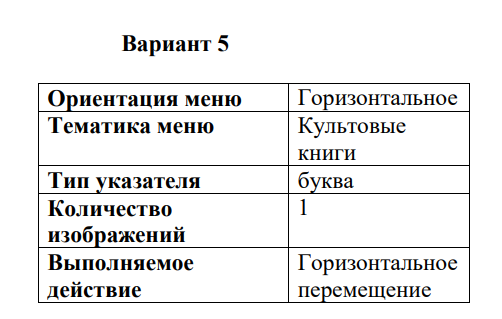 Вариант 5
Ориентация меню Горизонтальное
Тематика меню Культовые
книги
Тип указателя буква
Количество 1
изображений
Выполняемое Горизонтальное
действие перемещение